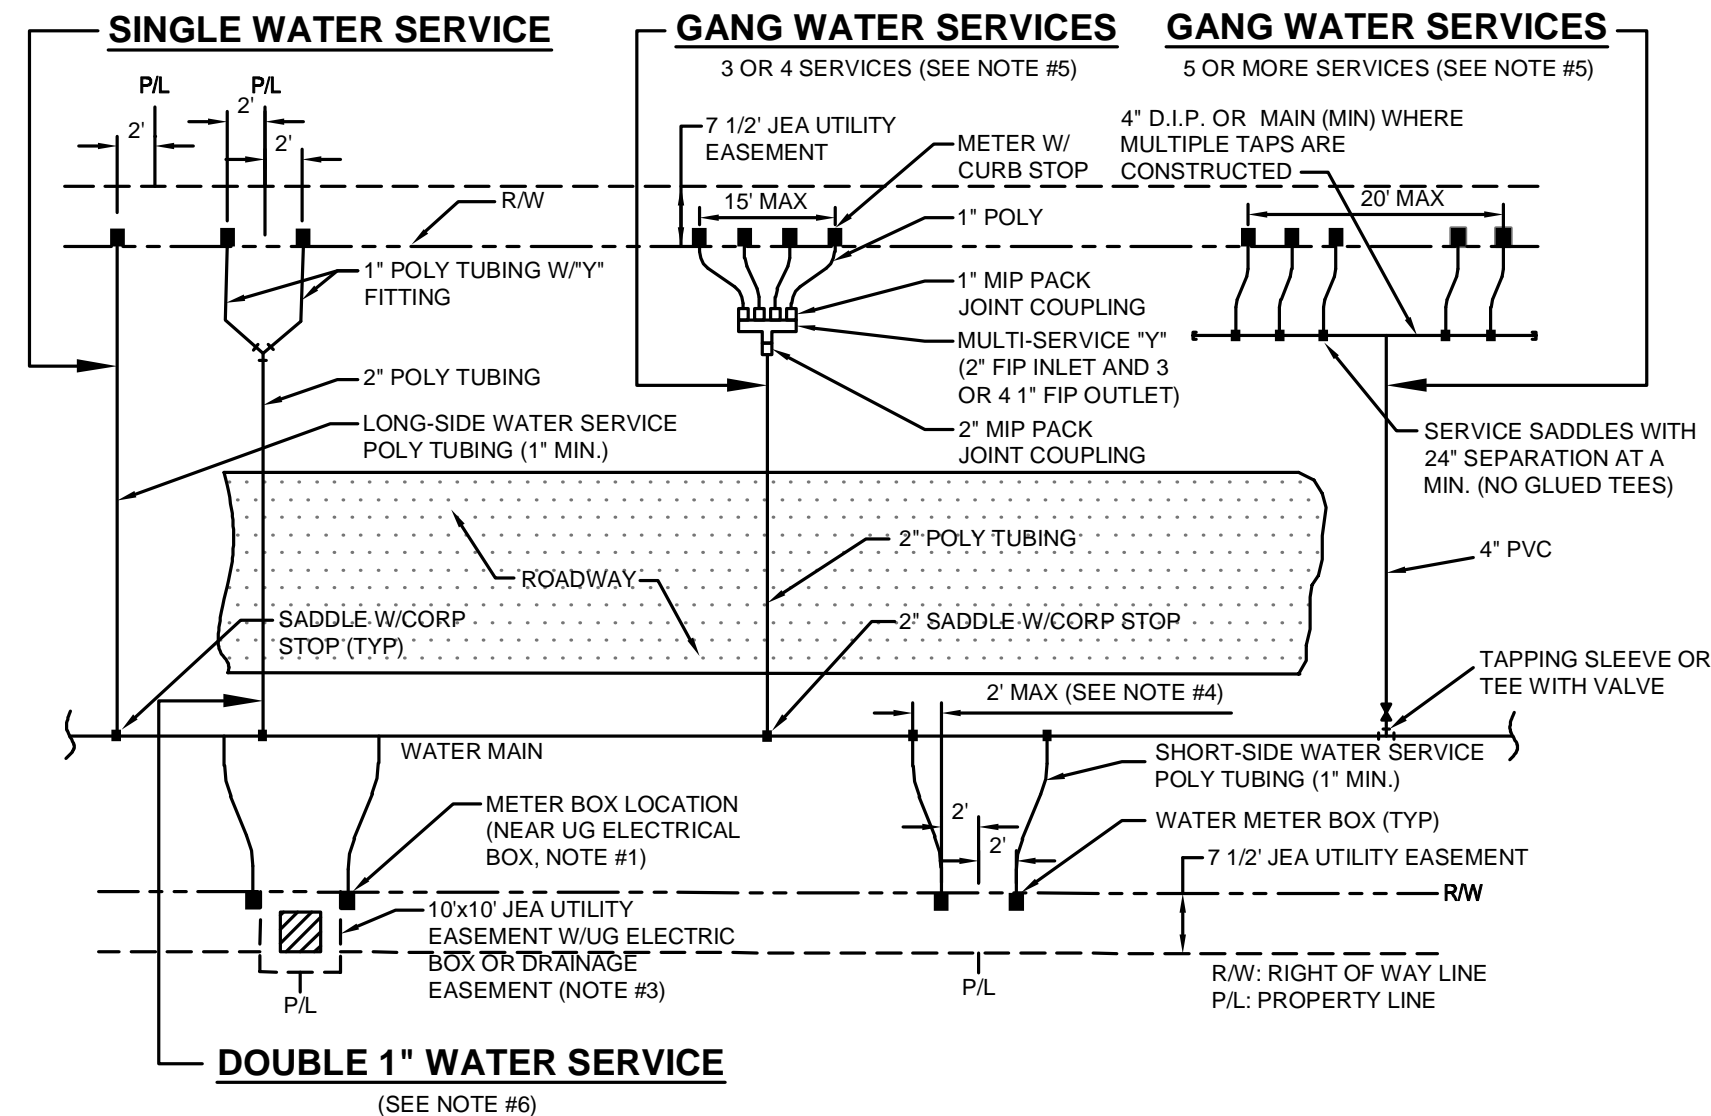 SINGLE WATER SERVICE
GANG WATER SERVICES
3 OR 4 SERVICES (SEE NOTE #5)
GANG WATER SERVICES
5 OR MORE SERVICES (SEE NOTE #5)
P/L
P/L
2'
2'
2'
7 1/2' JEA UTILITY
EASEMENT
METER W/
CURB STOP
4" D.I.P. OR MAIN (MIN) WHERE
MULTIPLE TAPS ARE
CONSTRUCTED
R/W
15' MAX
20' MAX
1" POLY
1" POLY TUBING W/"Y"
FITTING
1" MIP PACK
JOINT COUPLING
MULTI-SERVICE "Y"
(2" FIP INLET AND 3
OR 4 1" FIP OUTLET)
2" POLY TUBING
LONG-SIDE WATER SERVICE
POLY TUBING (1" MIN.)
2" MIP PACK
JOINT COUPLING
SERVICE SADDLES WITH
24" SEPARATION AT A
MIN. (NO GLUED TEES)
2" POLY TUBING
4" PVC
ROADWAY
SADDLE W/CORP
STOP (TYP)
2" SADDLE W/CORP STOP
TAPPING SLEEVE OR
TEE WITH VALVE
2' MAX (SEE NOTE #4)
WATER MAIN
SHORT-SIDE WATER SERVICE
POLY TUBING (1" MIN.)
METER BOX LOCATION
(NEAR UG ELECTRICAL
BOX, NOTE #1)
2'
2'
WATER METER BOX (TYP)
7 1/2' JEA UTILITY EASEMENT
R/W
10'x10' JEA UTILITY
EASEMENT W/UG ELECTRIC
BOX OR DRAINAGE
EASEMENT (NOTE #3)
P/L
P/L
R/W: RIGHT OF WAY LINE
P/L: PROPERTY LINE
DOUBLE 1" WATER SERVICE
(SEE NOTE #6)